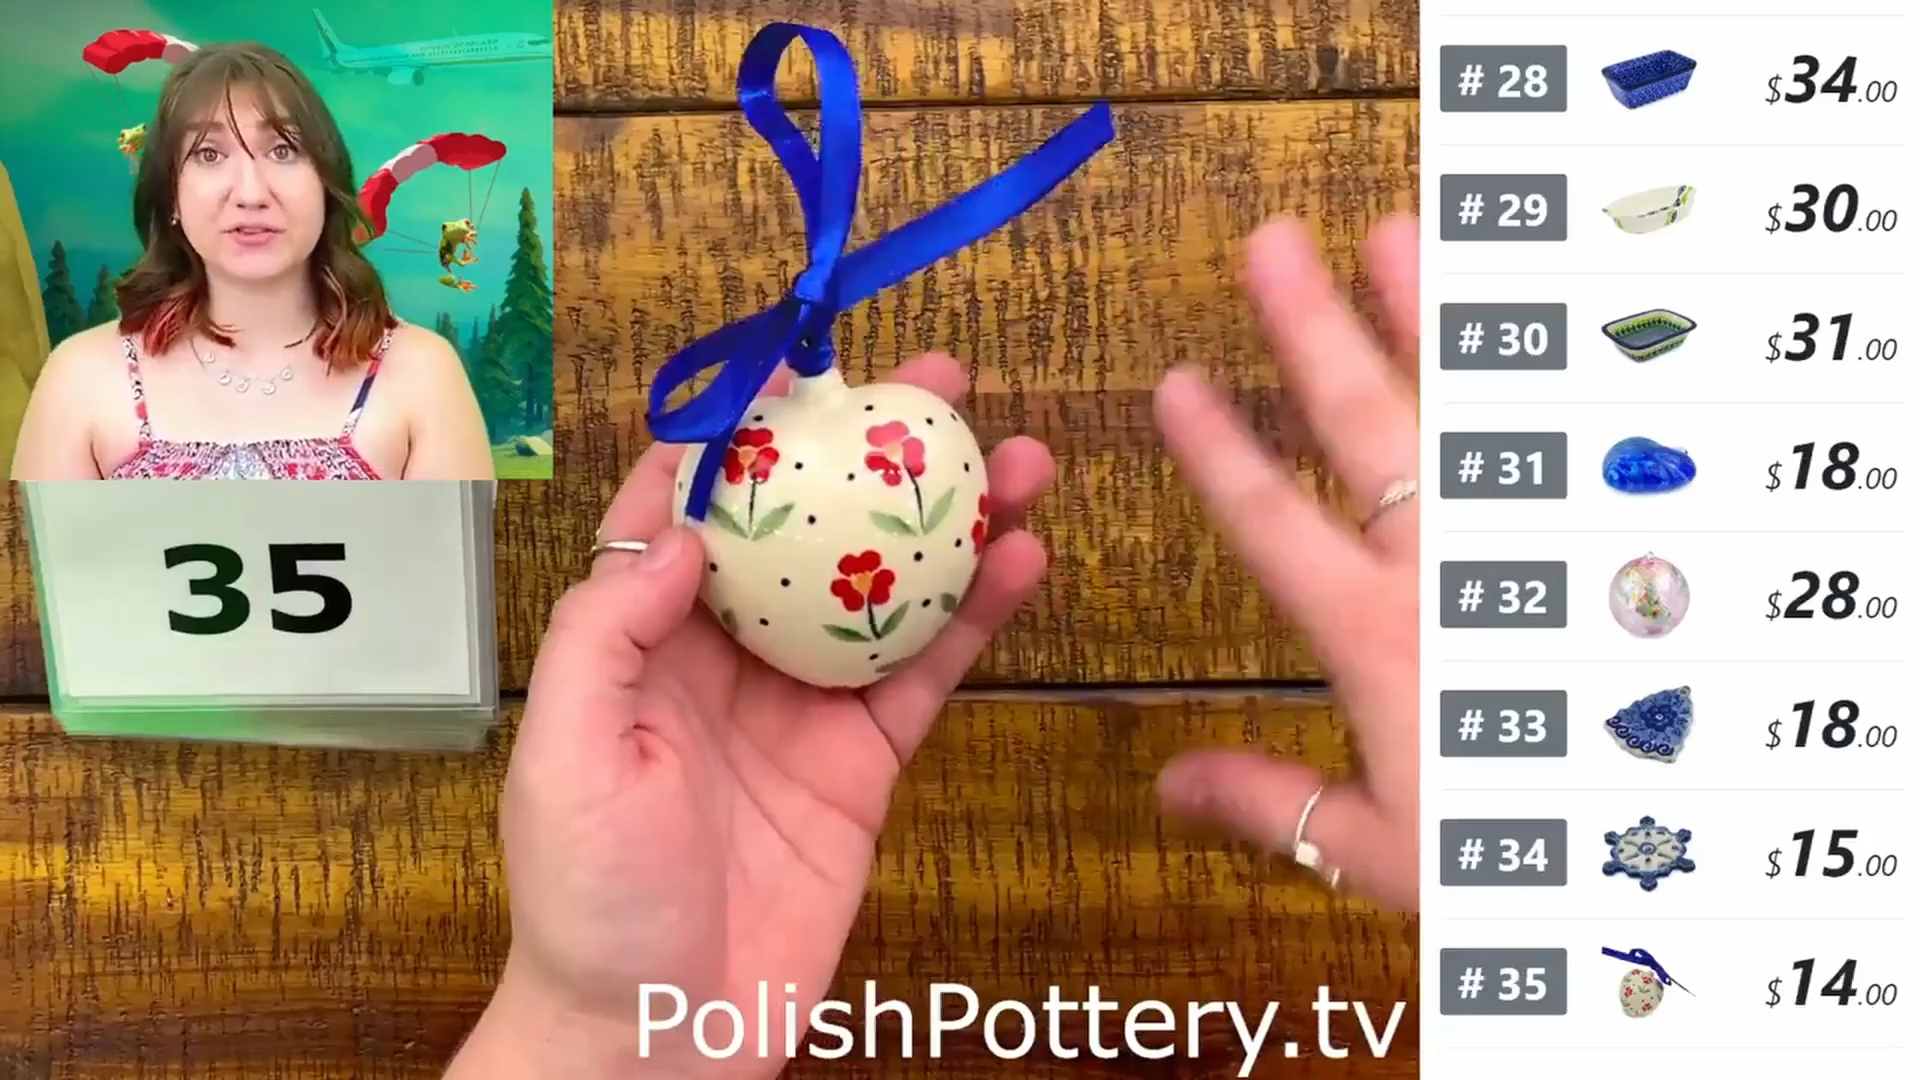 35
PolishPottery.tv
# 28 $34.00
# 29 $30.00
# 30 $31.00
# 31 $18.00
# 32 $28.00
# 33 $18.00
# 34 $15.00
# 35 $14.00